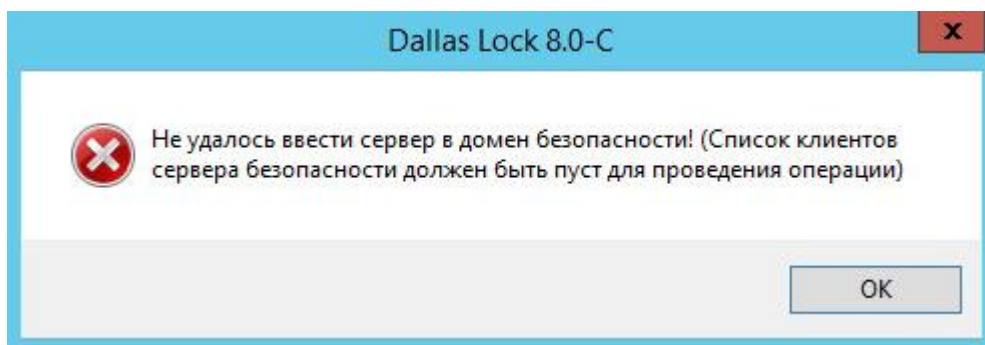 Dallas Lock 8.0-C
x
Не удалось ввести сервер в домен безопасности! (Список клиентов
сервера безопасности должен быть пуст для проведения операции)
OK